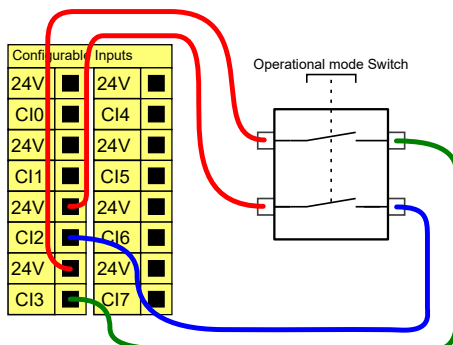 Configurable Inputs
Operational mode Switch
24V 24V
CI0 CI4
24V 24V
CI1 CI5
24V 24V
CI2 CI6
24V 24V
CI3 CI7